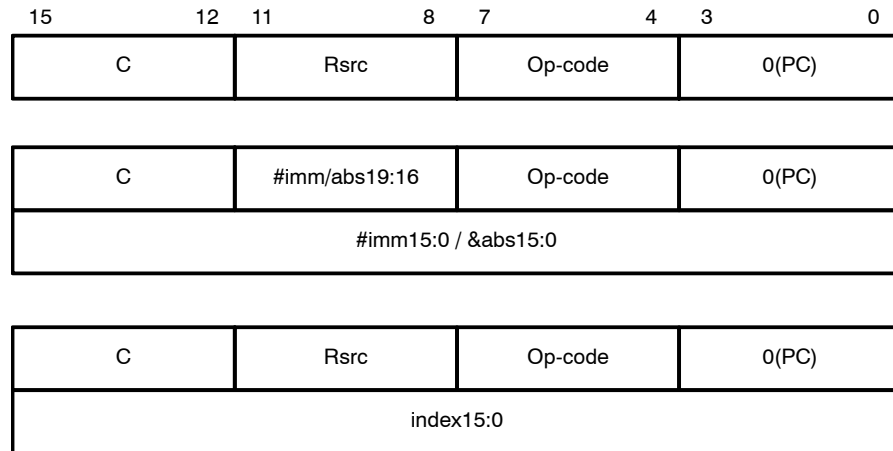 15 12 11 8 7 4 3 0
C Rsrc Op-code 0(PC)
C #imm/abs19:16 Op-code 0(PC)
#imm15:0 / &abs15:0
C Rsrc Op-code 0(PC)
index15:0